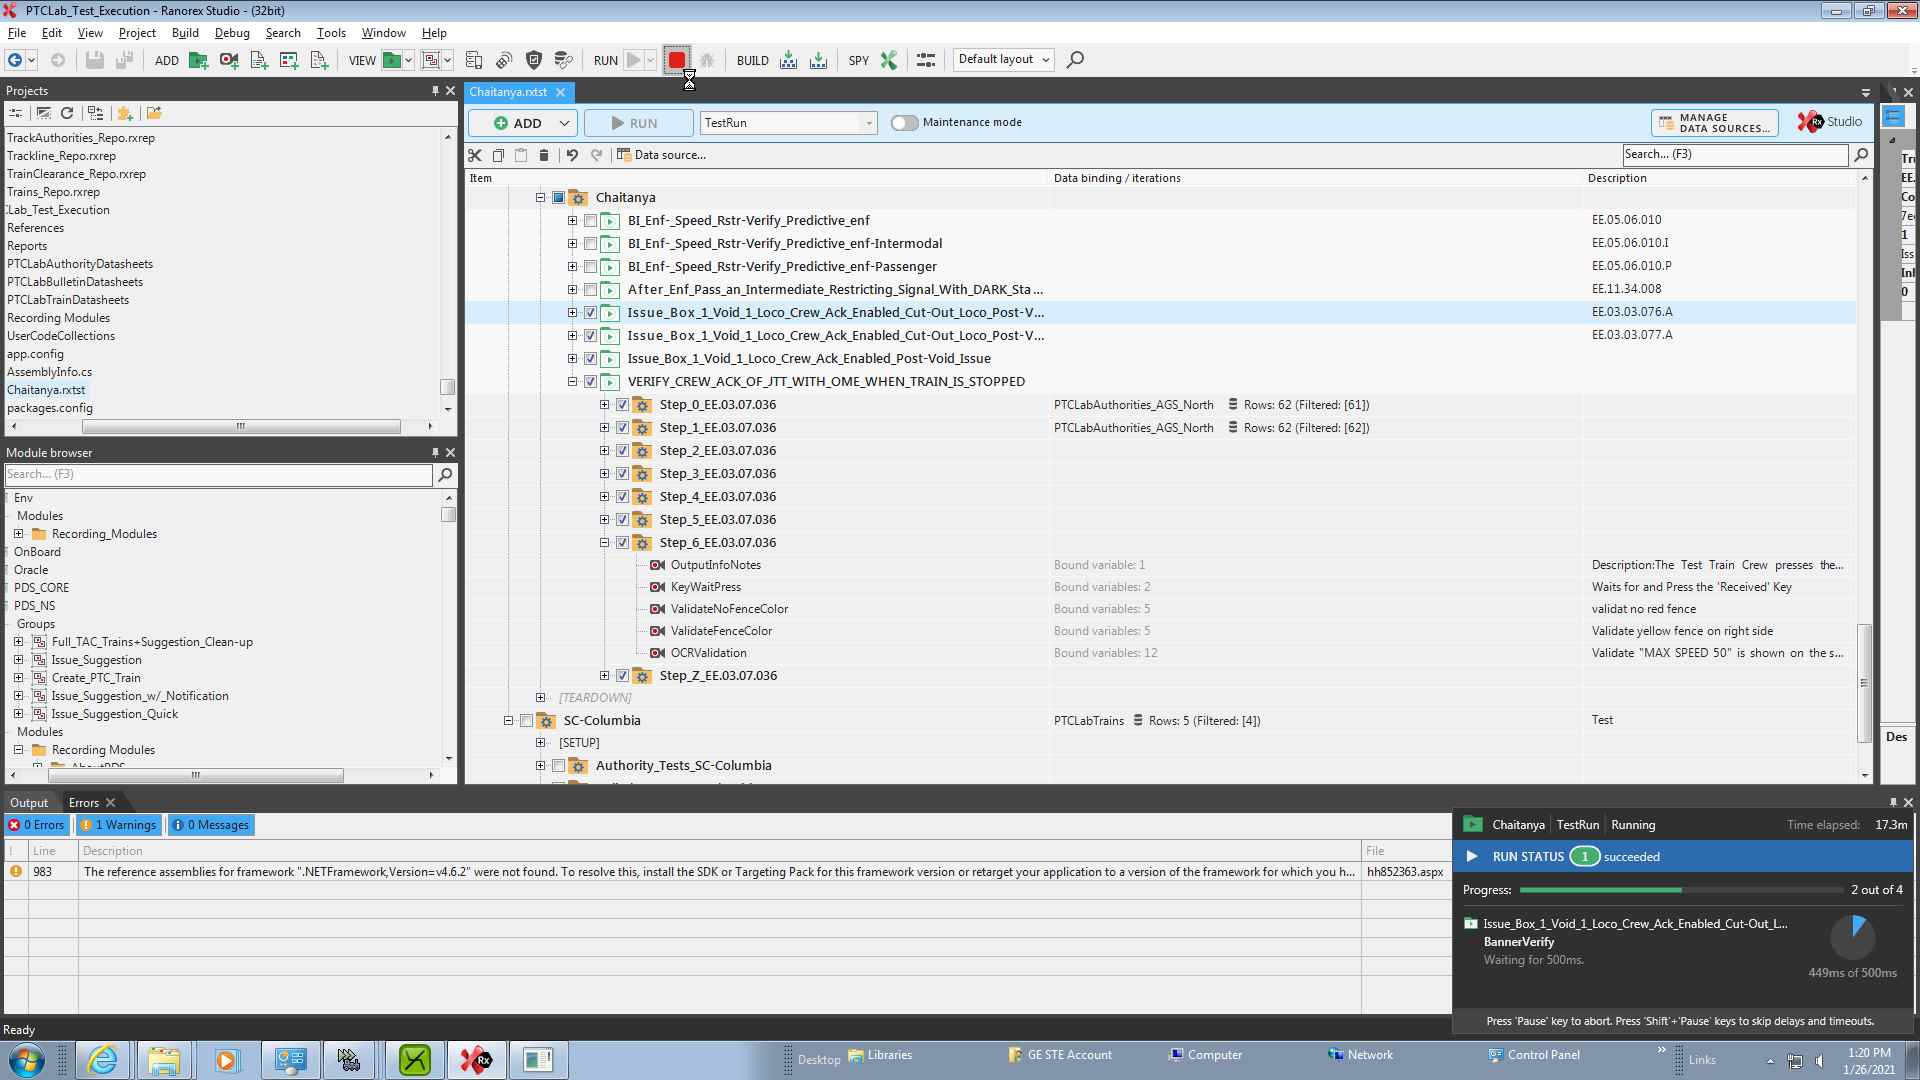 PTCLab_Test_Execution - Ranorex Studio - (32bit)
File Edit View Project Build Debug Search Tools Window Help
ADD VIEW RUN BUILD SPY Default layout
Projects
TrackAuthorities_Repo.rxrep
Trackline_Repo.rxrep
TrainClearance_Repo.rxrep
Trains_Repo.rxrep
Lab_Test_Execution
References
Reports
PTCLabAuthorityDatasheets
PTCLabBulletinDatasheets
PTCLabTrainDatasheets
Recording Modules
UserCodeCollections
app.config
AssemblyInfo.cs
Chaitanya.rxtst
packages.config
Module browser
Search... (F3)
Env
Modules
Recording_Modules
OnBoard
Oracle
PDS_CORE
PDS_NS
Groups
Full_TAC_Trains+Suggestion_Clean-up
Issue_Suggestion
Create_PTC_Train
Issue_Suggestion_w/_Notification
Issue_Suggestion_Quick
Modules
Recording Modules
AboutPDS
Chaitanya.rxtst
ADD RUN TestRun Maintenance mode MANAGE DATA SOURCES... Rx Studio
Data source... Search... (F3)
Item Data binding / iterations Description
Chaitanya
BI_Enf-_Speed_Rstr-Verify_Predictive_enf EE.05.06.010
BI_Enf-_Speed_Rstr-Verify_Predictive_enf-Intermodal EE.05.06.010.I
BI_Enf-_Speed_Rstr-Verify_Predictive_enf-Passenger EE.05.06.010.P
After_Enf_Pass_an_Intermediate_Restricting_Signal_With_DARK_Sta... EE.11.34.008
Issue_Box_1_Void_1_Loco_Crew_Ack_Enabled_Cut-Out_Loco_Post-V... EE.03.03.076.A
Issue_Box_1_Void_1_Loco_Crew_Ack_Enabled_Cut-Out_Loco_Post-V... EE.03.03.077.A
Issue_Box_1_Void_1_Loco_Crew_Ack_Enabled_Post-Void_Issue
VERIFY_CREW_ACK_OF_JTT_WITH_OME_WHEN_TRAIN_IS_STOPPED
Step_0_EE.03.07.036 PTCLabAuthorities_AGS_North Rows: 62 (Filtered: [61])
Step_1_EE.03.07.036 PTCLabAuthorities_AGS_North Rows: 62 (Filtered: [62])
Step_2_EE.03.07.036
Step_3_EE.03.07.036
Step_4_EE.03.07.036
Step_5_EE.03.07.036
Step_6_EE.03.07.036
OutputInfoNotes Bound variable: 1 Description:The Test Train Crew presses the...
KeyWaitPress Bound variables: 2 Waits for and Press the 'Received' Key
ValidateNoFenceColor Bound variables: 5 validat no red fence
ValidateFenceColor Bound variables: 5 Validate yellow fence on right side
OCRValidation Bound variables: 12 Validate "MAX SPEED 50" is shown on the s...
Step_Z_EE.03.07.036
[TEARDOWN]
SC-Columbia PTCLabTrains Rows: 5 (Filtered: [4]) Test
[SETUP]
Authority_Tests_SC-Columbia
Tr
EE.
Co
7e
1
Iss
Inl
0
Des
Output Errors
0 Errors 1 Warnings 0 Messages
! Line Description File
983 The reference assemblies for framework ".NETFramework,Version=v4.6.2" were not found. To resolve this, install the SDK or Targeting Pack for this framework version or retarget your application to a version of the framework for which you h... hh852363.aspx
Chaitanya TestRun Running Time elapsed: 17.3m
RUN STATUS 1 succeeded
Progress: 2 out of 4
Issue_Box_1_Void_1_Loco_Crew_Ack_Enabled_Cut-Out_L...
BannerVerify
Waiting for 500ms.
449ms of 500ms
Press 'Pause' key to abort. Press 'Shift'+'Pause' keys to skip delays and timeouts.
Ready
Desktop Libraries GE STE Account Computer Network Control Panel » Links
1:20 PM
1/26/2021